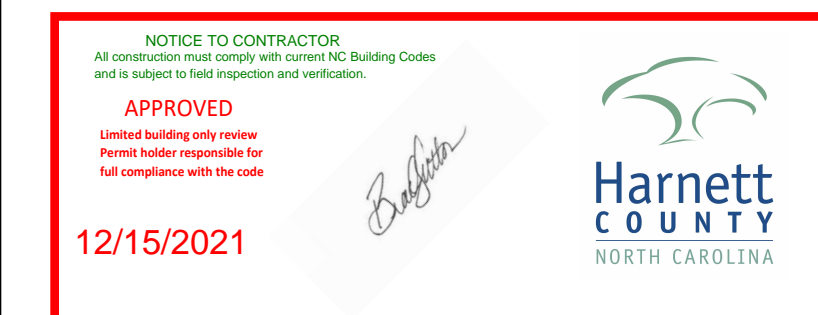 NOTICE TO CONTRACTOR
All construction must comply with current NC Building Codes
and is subject to field inspection and verification.
APPROVED
Limited building only review
Permit holder responsible for
full compliance with the code
12/15/2021
Harnett
COUNTY
NORTH CAROLINA